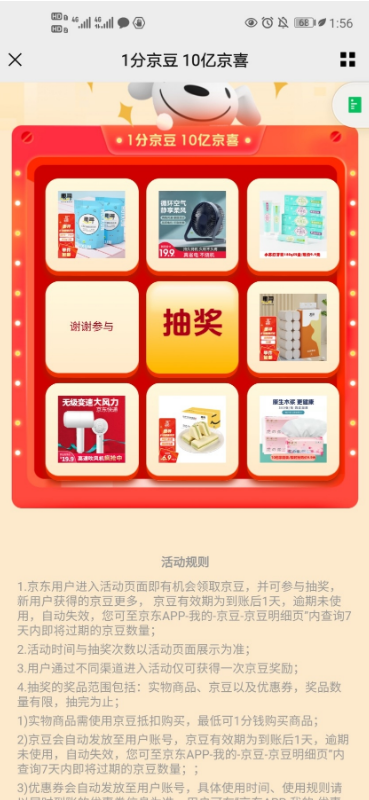 1:56
1分京豆 10亿京喜
1分京豆 10亿京喜
循环空气
静享柔风
19.9
谢谢参与
抽奖
无级变速大风力
京东快递
原生木浆 更健康
6.9
活动规则
1.京东用户进入活动页面即有机会领取京豆，并可参与抽奖，
新用户获得的京豆更多， 京豆有效期为到账后1天，逾期未使
用，自动失效，您可至京东APP-我的-京豆-京豆明细页”内查询7
天内即将过期的京豆数量；
2.活动时间与抽奖次数以活动页面展示为准；
3.用户通过不同渠道进入活动仅可获得一次京豆奖励；
4.抽奖的奖品范围包括：实物商品、京豆以及优惠券，奖品数
量有限，抽完为止；
1)实物商品需使用京豆抵扣购买，最低可1分钱购买商品；
2)京豆会自动发放至用户账号，京豆有效期为到账后1天，逾期
未使用，自动失效，您可至京东APP-我的-京豆-京豆明细页”内
查询7天内即将过期的京豆数量；；
3)优惠券会自动发放至用户账号，具体使用时间、使用规则请